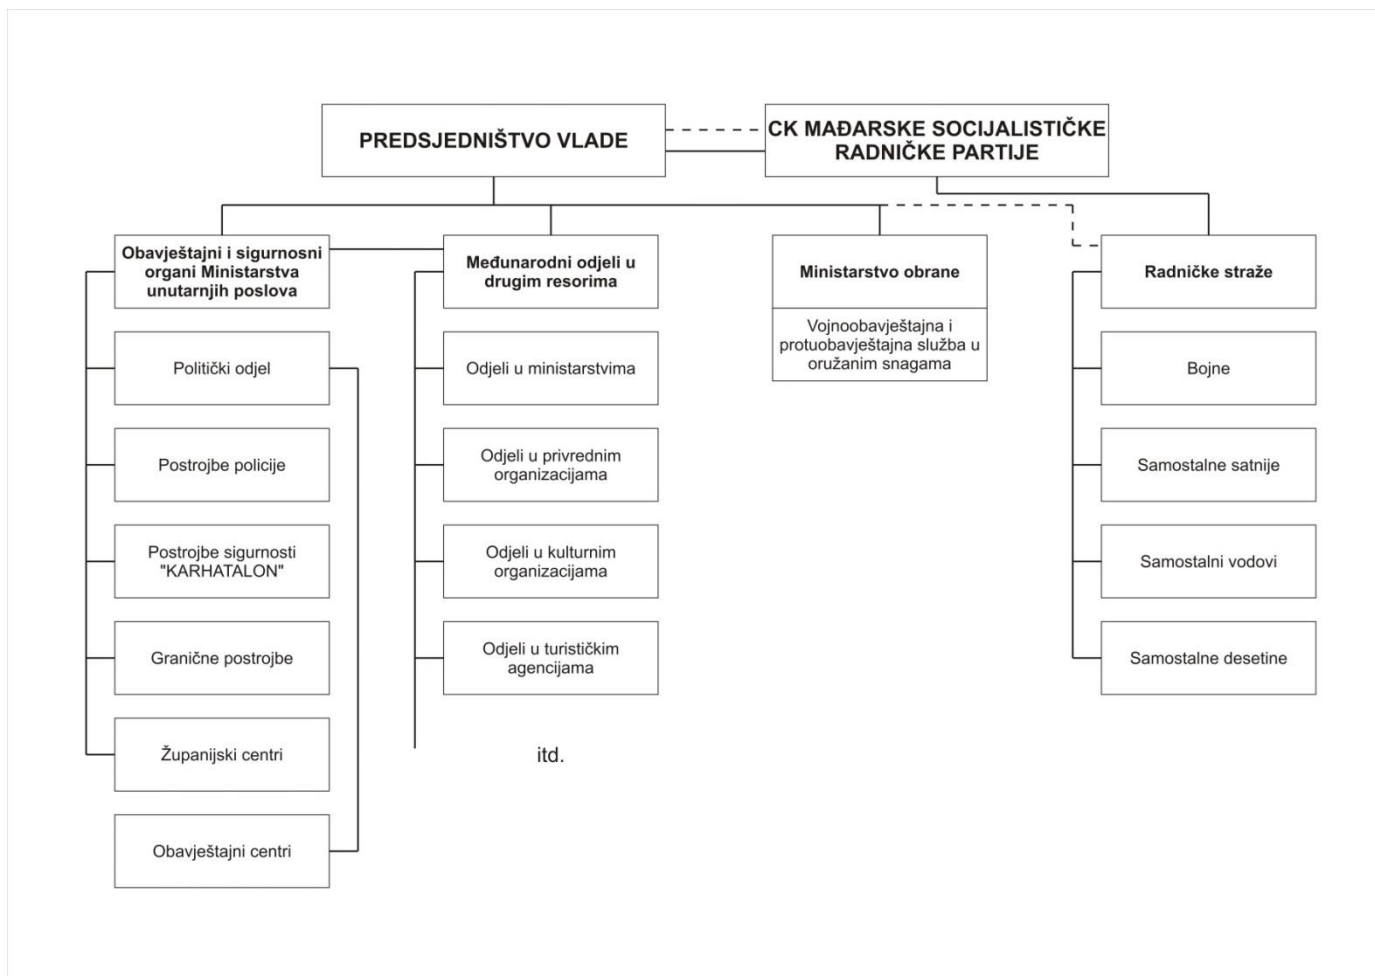 PREDSJEDNIŠTVO VLADE
CK MAĐARSKE SOCIJALISTIČKE
RADNIČKE PARTIJE
Obavještajni i sigurnosni
organi Ministarstva
unutarnjih poslova
Politički odjel
Postrojbe policije
Postrojbe sigurnosti
"KARHATALON"
Granične postrojbe
Županijski centri
Obavještajni centri
Međunarodni odjeli u
drugim resorima
Odjeli u ministarstvima
Odjeli u privrednim
organizacijama
Odjeli u kulturnim
organizacijama
Odjeli u turističkim
agencijama
itd.
Ministarstvo obrane
Vojnoobavještajna i
protuobavještajna služba u
oružanim snagama
Radničke straže
Bojne
Samostalne satnije
Samostalni vodovi
Samostalne desetine